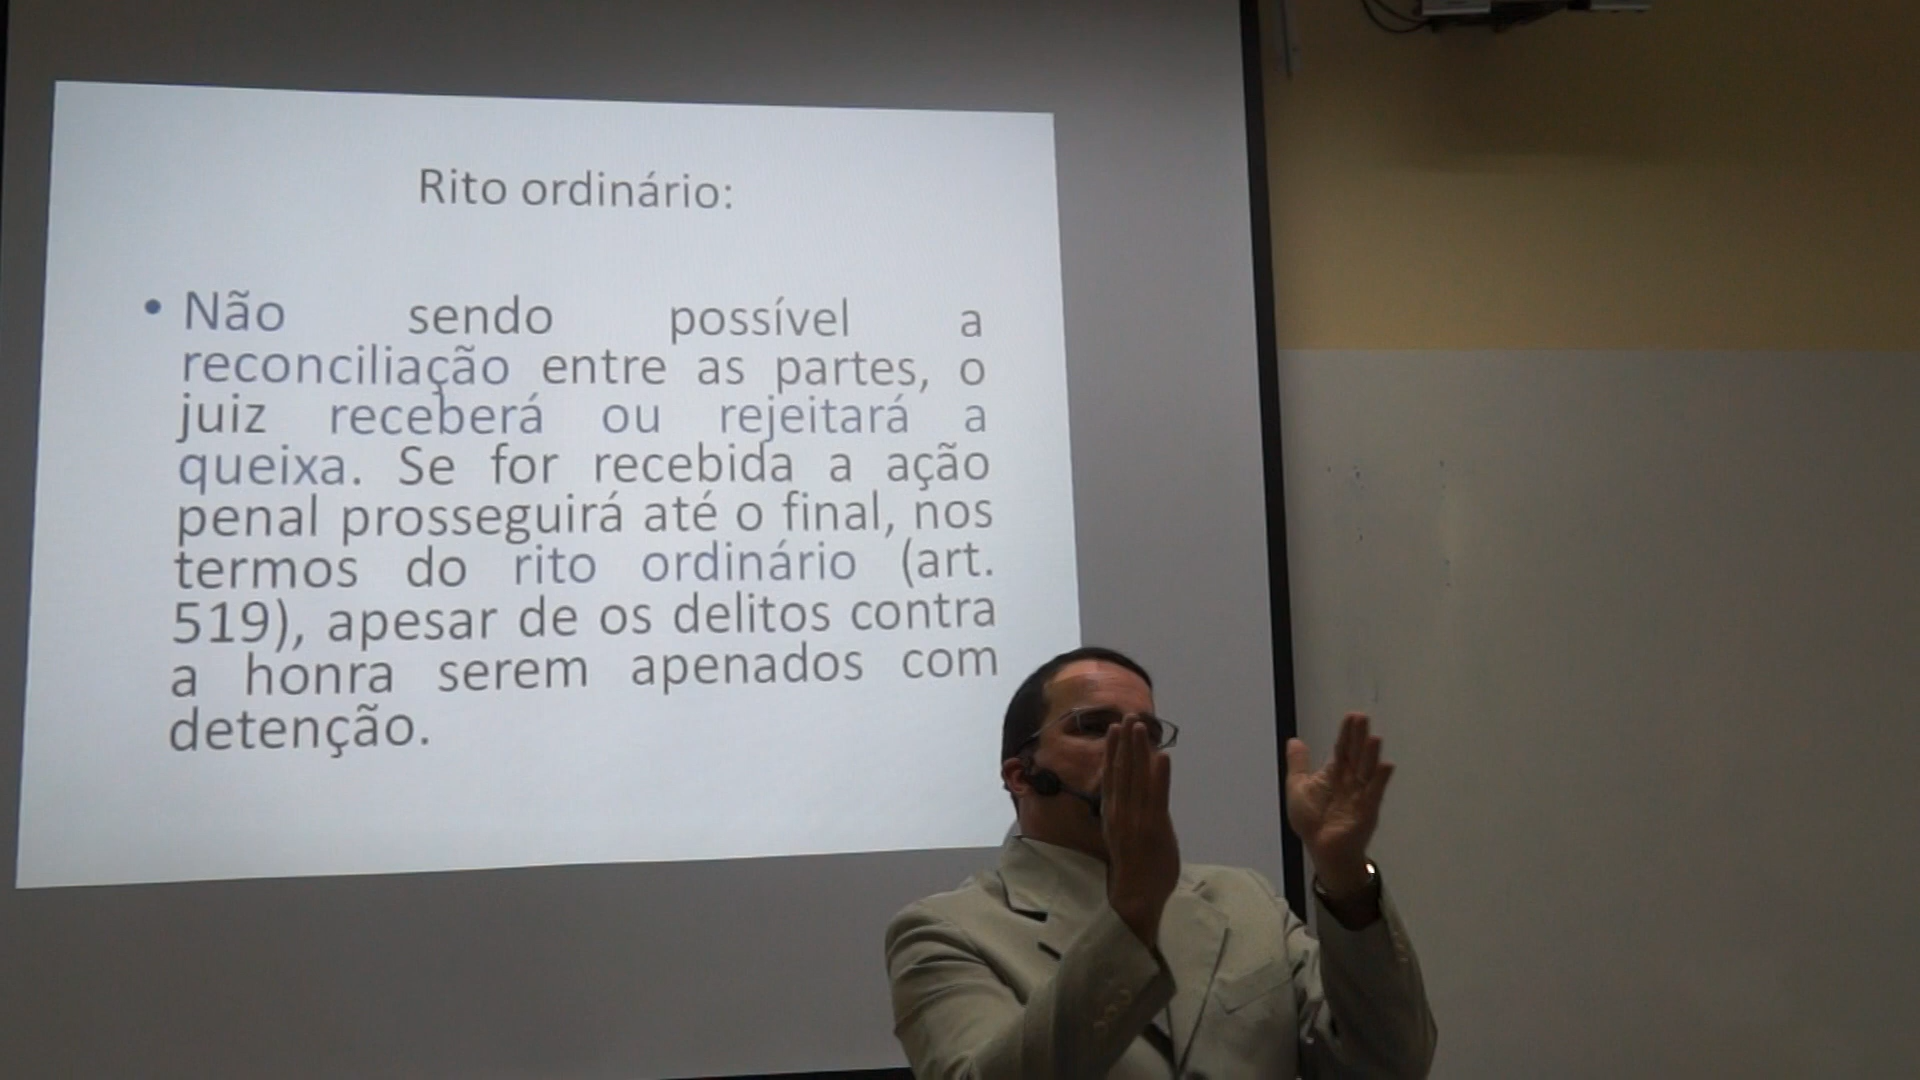 Rito ordinário:
• Não sendo possível a
reconciliação entre as partes, o
juiz receberá ou rejeitará a
queixa. Se for recebida a ação
penal prosseguirá até o final, nos
termos do rito ordinário (art.
519), apesar de os delitos contra
a honra serem apenados com
detenção.